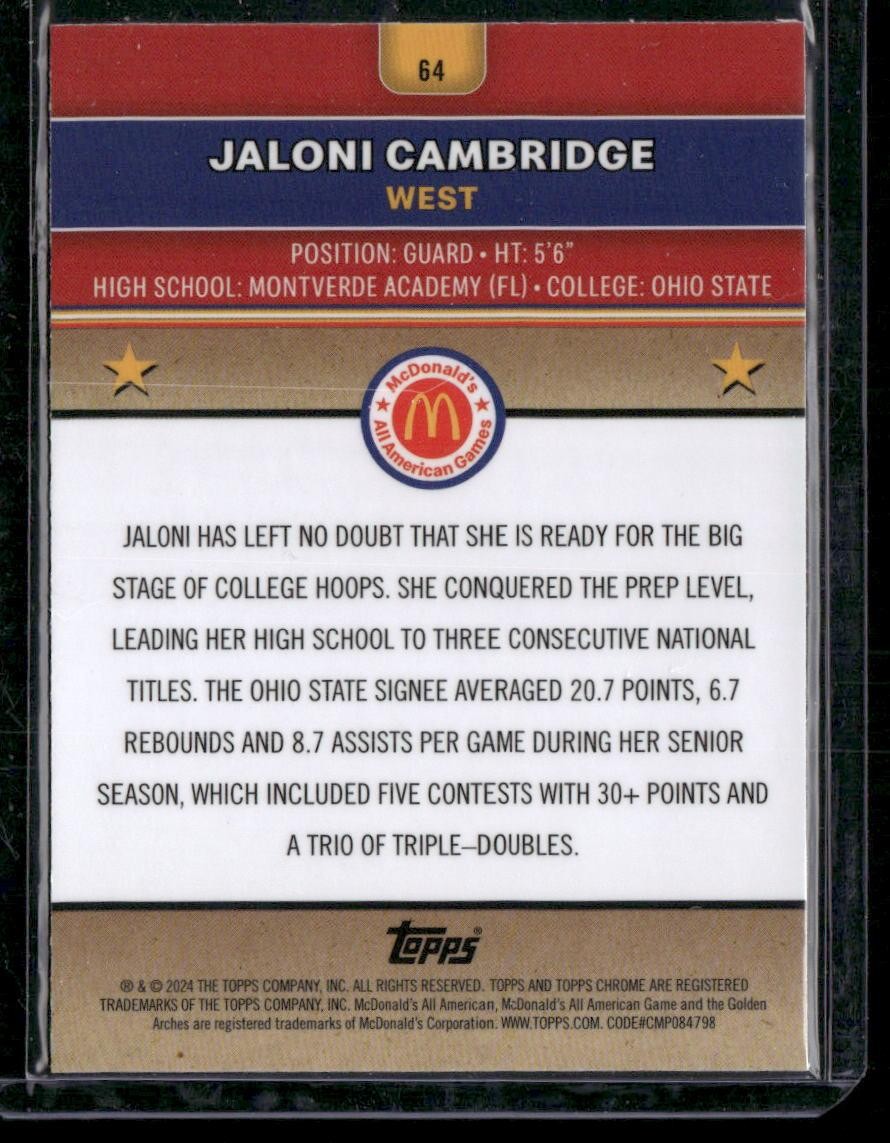 64
JALONI CAMBRIDGE
WEST
POSITION: GUARD • HT: 5'6"
HIGH SCHOOL: MONTVERDE ACADEMY (FL) • COLLEGE: OHIO STATE
McDonald's
All American Games
JALONI HAS LEFT NO DOUBT THAT SHE IS READY FOR THE BIG
STAGE OF COLLEGE HOOPS. SHE CONQUERED THE PREP LEVEL,
LEADING HER HIGH SCHOOL TO THREE CONSECUTIVE NATIONAL
TITLES. THE OHIO STATE SIGNEE AVERAGED 20.7 POINTS, 6.7
REBOUNDS AND 8.7 ASSISTS PER GAME DURING HER SENIOR
SEASON, WHICH INCLUDED FIVE CONTESTS WITH 30+ POINTS AND
A TRIO OF TRIPLE–DOUBLES.
topps®
® & © 2024 THE TOPPS COMPANY, INC. ALL RIGHTS RESERVED. TOPPS AND TOPPS CHROME ARE REGISTERED
TRADEMARKS OF THE TOPPS COMPANY, INC. McDonald's All American, McDonald's All American Game and the Golden
Arches are registered trademarks of McDonald's Corporation. WWW.TOPPS.COM. CODE#CMP084798